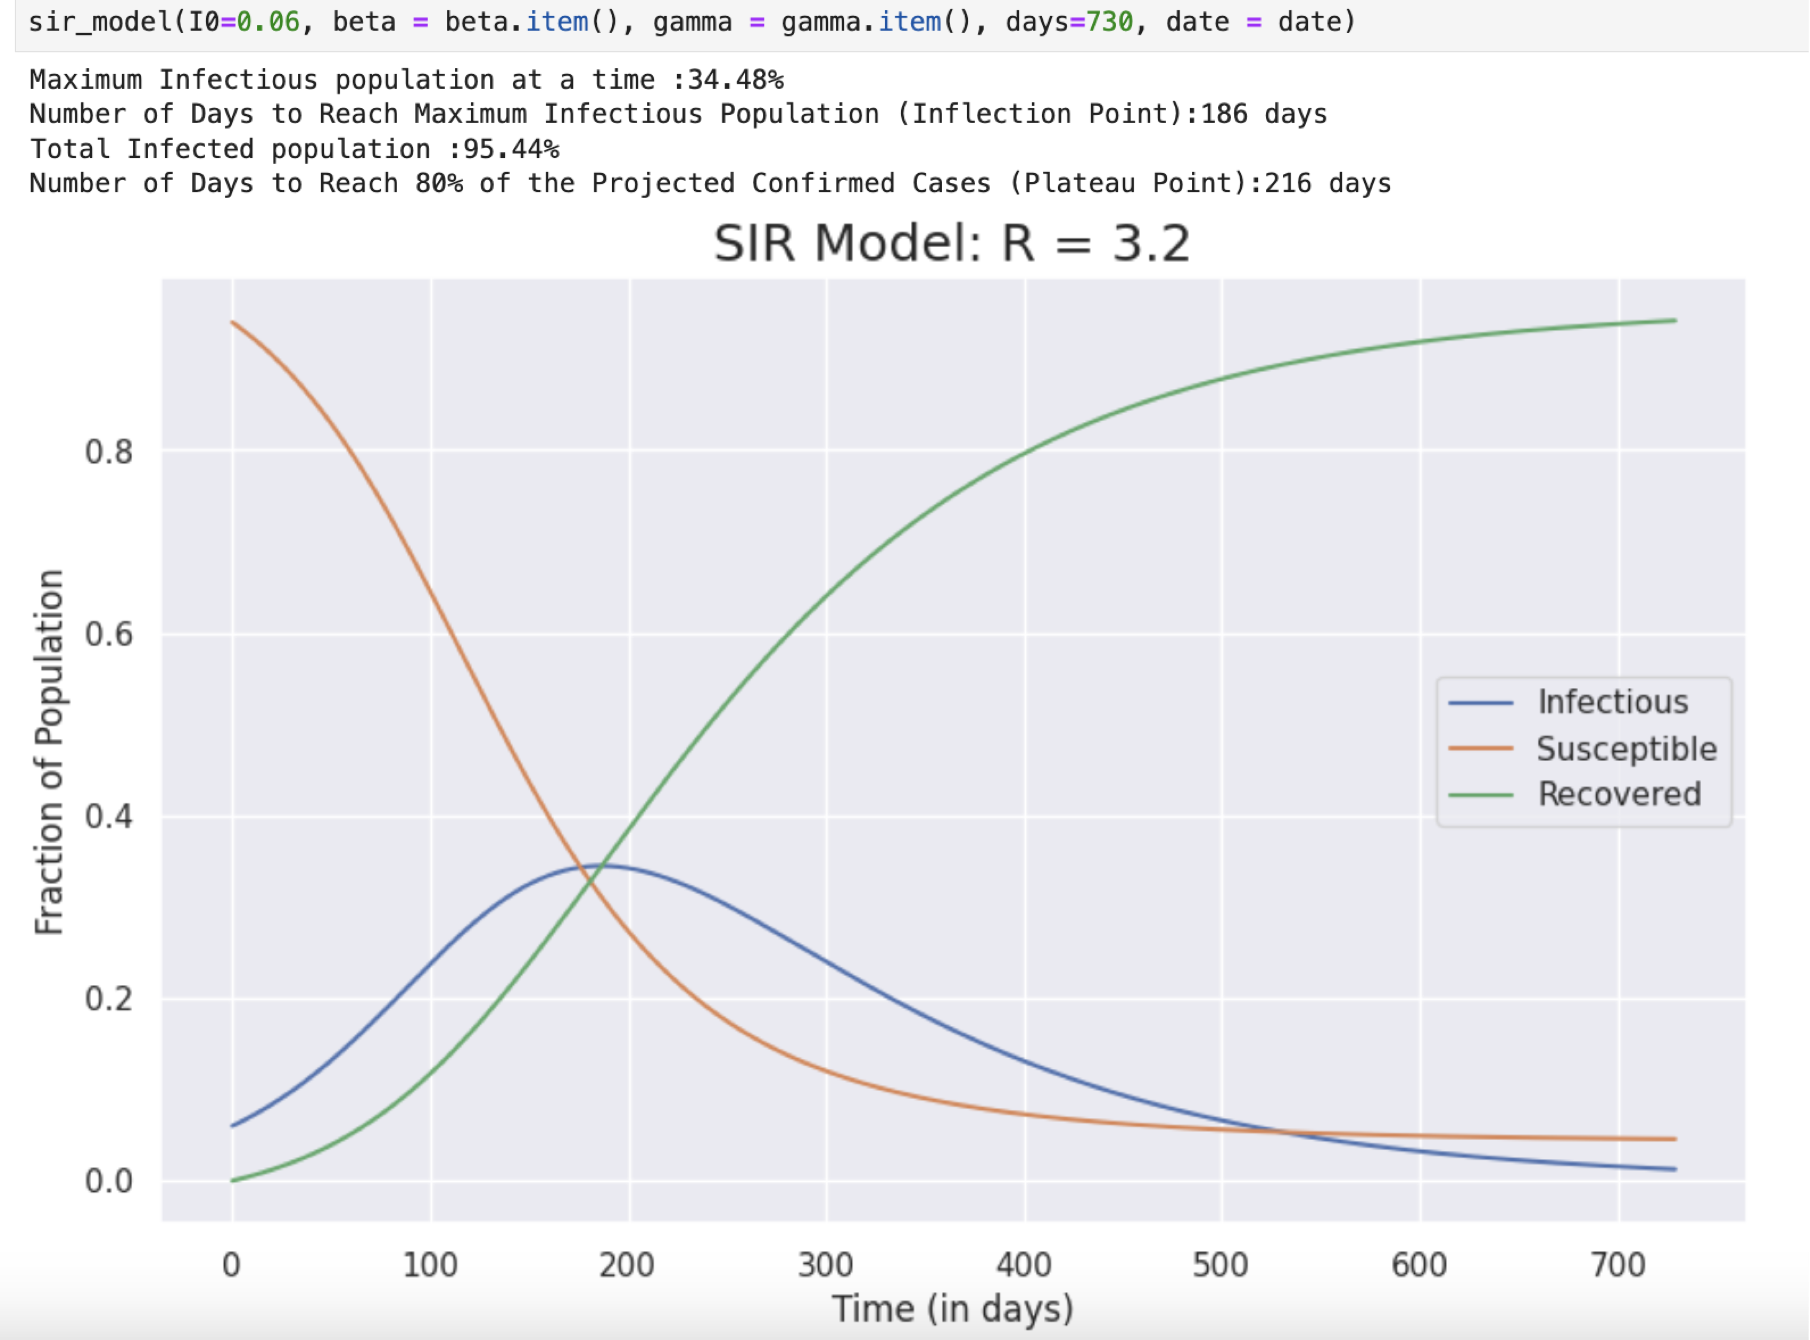 sir_model(I0=0.06, beta = beta.item(), gamma = gamma.item(), days=730, date = date)
Maximum Infectious population at a time :34.48%
Number of Days to Reach Maximum Infectious Population (Inflection Point):186 days
Total Infected population :95.44%
Number of Days to Reach 80% of the Projected Confirmed Cases (Plateau Point):216 days
SIR Model: R = 3.2
Fraction of Population
0.8
0.6
0.4
0.2
0.0
Infectious
Susceptible
Recovered
0 100 200 300 400 500 600 700
Time (in days)